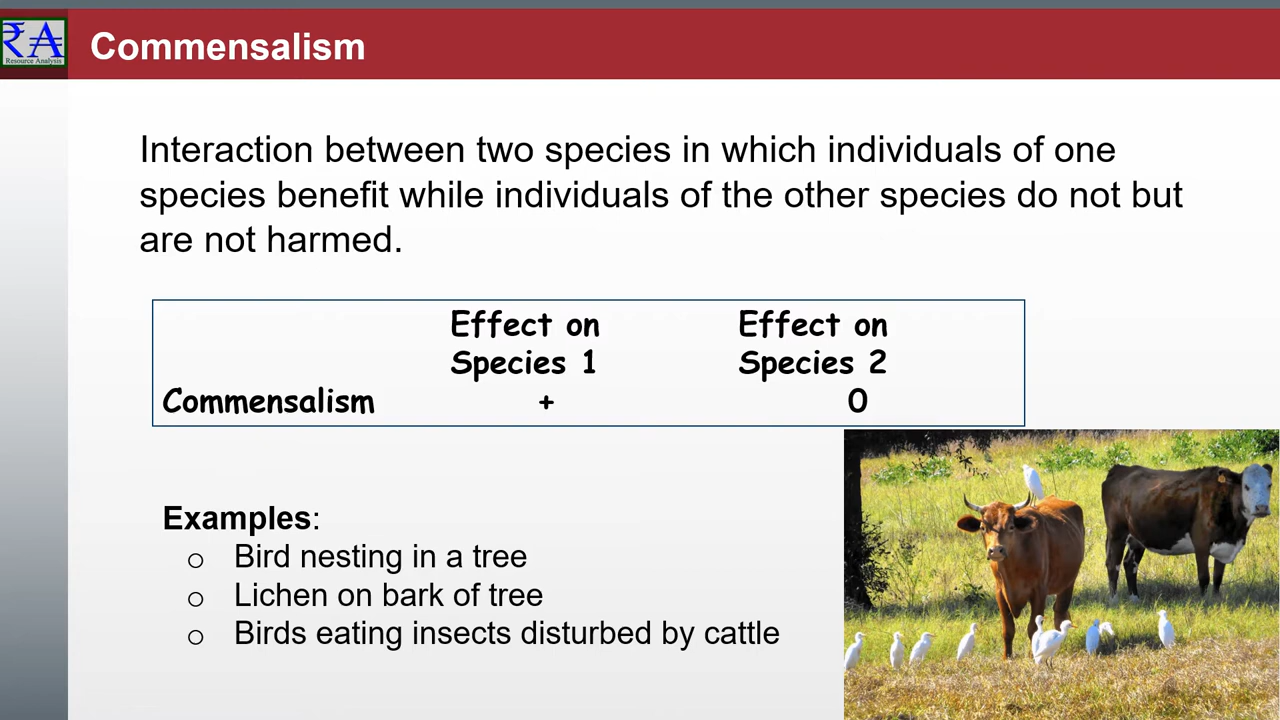 ₹A
Resource Analysis
Commensalism
Interaction between two species in which individuals of one
species benefit while individuals of the other species do not but
are not harmed.
Effect on Effect on
Species 1 Species 2
Commensalism + 0
Examples:
o Bird nesting in a tree
o Lichen on bark of tree
o Birds eating insects disturbed by cattle